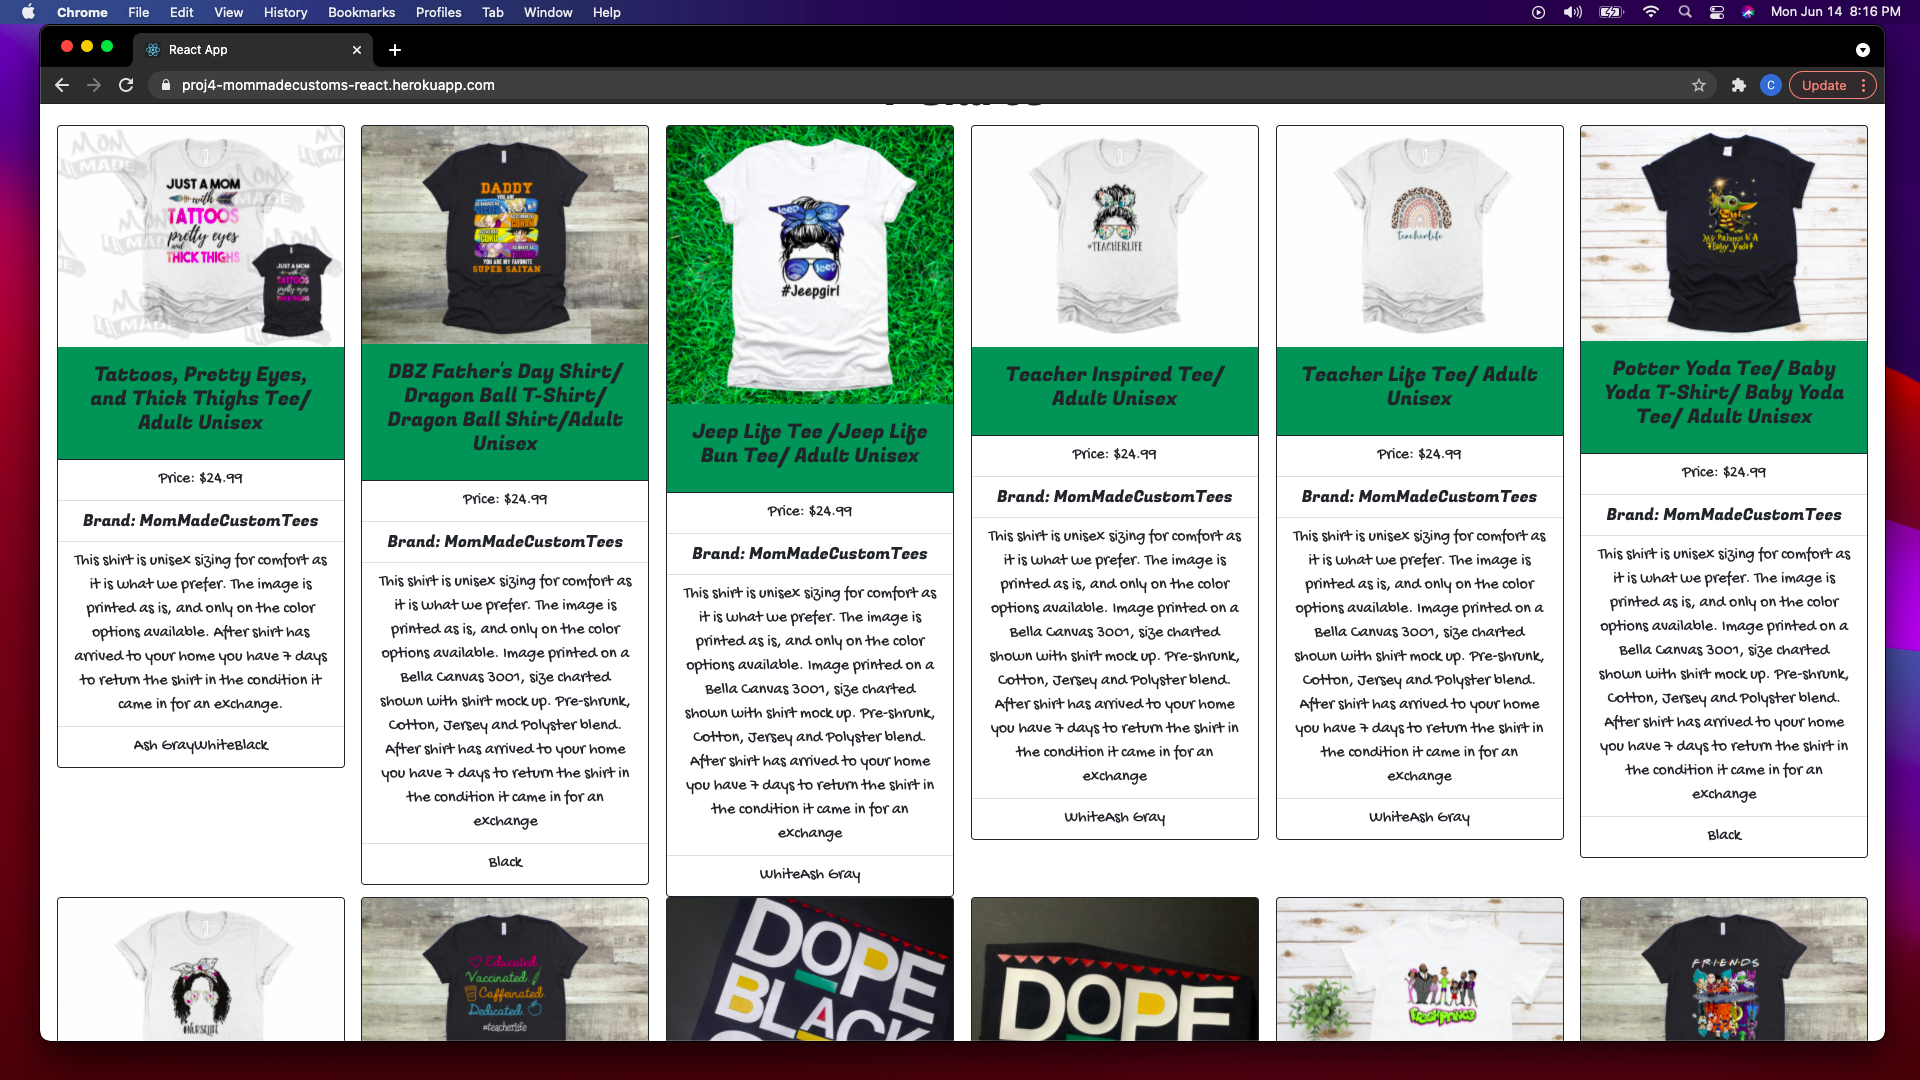 Chrome File Edit View History Bookmarks Profiles Tab Window Help Mon Jun 14 8:16 PM
React App
proj4-mommadecustoms-react.herokuapp.com C Update
MOM
MADE
JUST A MOM
with
TATTOOS
pretty eyes
and
THICK THIGHS
JUST A MOM
with
TATTOOS
pretty eyes
THICK THIGHS
Tattoos, Pretty Eyes,
and Thick Thighs Tee/
Adult Unisex
Price: $24.99
Brand: MomMadeCustomTees
This shirt is unisex sizing for comfort as
it is what we prefer. The image is
printed as is, and only on the color
options available. After shirt has
arrived to your home you have 7 days
to return the shirt in the condition it
came in for an exchange.
Ash GrayWhiteBlack
DADDY
YOU ARE
GOHAN
GOKU
YOU ARE MY FAVORITE
SUPER SAIYAN
DBZ Father's Day Shirt/
Dragon Ball T-Shirt/
Dragon Ball Shirt/Adult
Unisex
Price: $24.99
Brand: MomMadeCustomTees
This shirt is unisex sizing for comfort as
it is what we prefer. The image is
printed as is, and only on the color
options available. Image printed on a
Bella Canvas 3001, size charted
shown with shirt mock up. Pre-shrunk,
Cotton, Jersey and Polyster blend.
After shirt has arrived to your home
you have 7 days to return the shirt in
the condition it came in for an
exchange
Black
Jeep
Jeep
#Jeepgirl
Jeep Life Tee /Jeep Life
Bun Tee/ Adult Unisex
Price: $24.99
Brand: MomMadeCustomTees
This shirt is unisex sizing for comfort as
it is what we prefer. The image is
printed as is, and only on the color
options available. Image printed on a
Bella Canvas 3001, size charted
shown with shirt mock up. Pre-shrunk,
Cotton, Jersey and Polyster blend.
After shirt has arrived to your home
you have 7 days to return the shirt in
the condition it came in for an
exchange
WhiteAsh Gray
#TEACHERLIFE
Teacher Inspired Tee/
Adult Unisex
Price: $24.99
Brand: MomMadeCustomTees
This shirt is unisex sizing for comfort as
it is what we prefer. The image is
printed as is, and only on the color
options available. Image printed on a
Bella Canvas 3001, size charted
shown with shirt mock up. Pre-shrunk,
Cotton, Jersey and Polyster blend.
After shirt has arrived to your home
you have 7 days to return the shirt in
the condition it came in for an
exchange
WhiteAsh Gray
teacherlife
Teacher Life Tee/ Adult
Unisex
Price: $24.99
Brand: MomMadeCustomTees
This shirt is unisex sizing for comfort as
it is what we prefer. The image is
printed as is, and only on the color
options available. Image printed on a
Bella Canvas 3001, size charted
shown with shirt mock up. Pre-shrunk,
Cotton, Jersey and Polyster blend.
After shirt has arrived to your home
you have 7 days to return the shirt in
the condition it came in for an
exchange
WhiteAsh Gray
My Patronus Is A
Baby Yoda
Potter Yoda Tee/ Baby
Yoda T-Shirt/ Baby Yoda
Tee/ Adult Unisex
Price: $24.99
Brand: MomMadeCustomTees
This shirt is unisex sizing for comfort as
it is what we prefer. The image is
printed as is, and only on the color
options available. Image printed on a
Bella Canvas 3001, size charted
shown with shirt mock up. Pre-shrunk,
Cotton, Jersey and Polyster blend.
After shirt has arrived to your home
you have 7 days to return the shirt in
the condition it came in for an
exchange
Black
#NURSELIFE
Educated
Vaccinated
Caffeinated
Dedicated
#teacherlife
DOPE
BLACK
DOPE
FRESH PRINCE
F·R·I·E·N·D·S